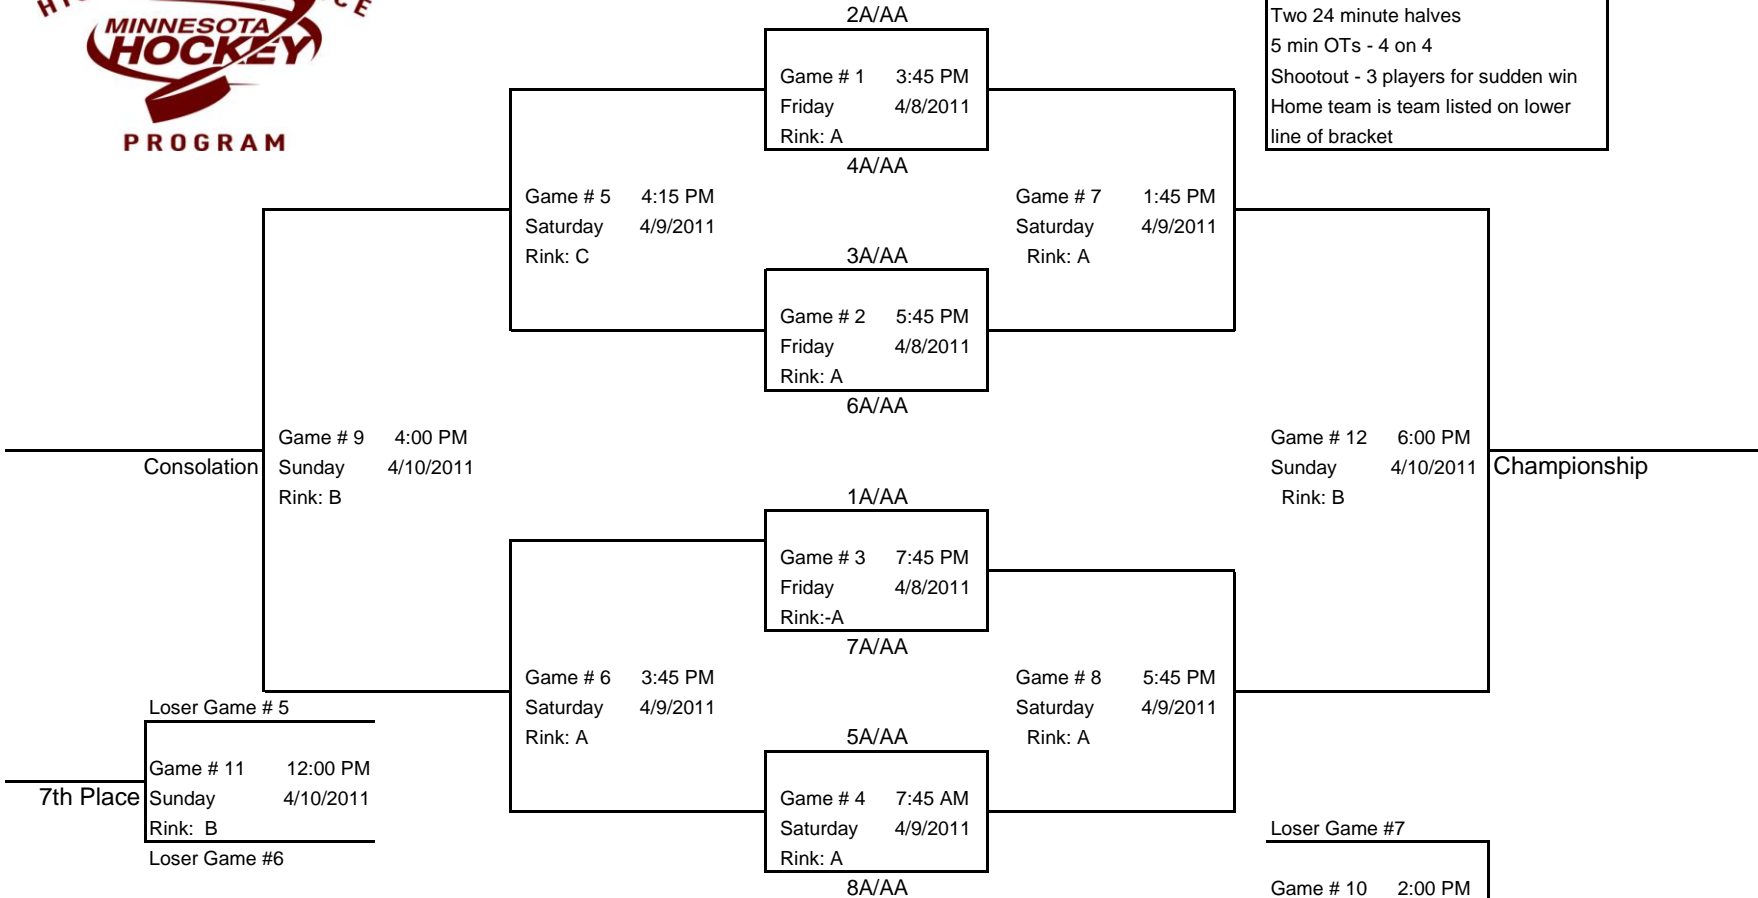 MINNESOTA
HOCKEY
PROGRAM
Two 24 minute halves
5 min OTs - 4 on 4
Shootout - 3 players for sudden win
Home team is team listed on lower
line of bracket
2A/AA
Game # 1 3:45 PM
Friday 4/8/2011
Rink: A
4A/AA
Game # 5 4:15 PM
Saturday 4/9/2011
Rink: C
Game # 7 1:45 PM
Saturday 4/9/2011
Rink: A
3A/AA
Game # 2 5:45 PM
Friday 4/8/2011
Rink: A
6A/AA
Game # 9 4:00 PM
Consolation Sunday 4/10/2011
Rink: B
Game # 12 6:00 PM
Sunday 4/10/2011 Championship
Rink: B
1A/AA
Game # 3 7:45 PM
Friday 4/8/2011
Rink:-A
7A/AA
Game # 6 3:45 PM
Saturday 4/9/2011
Rink: A
Game # 8 5:45 PM
Saturday 4/9/2011
Rink: A
Loser Game # 5
Game # 11 12:00 PM
7th Place Sunday 4/10/2011
Rink: B
Loser Game #6
5A/AA
Game # 4 7:45 AM
Saturday 4/9/2011
Rink: A
8A/AA
Loser Game #7
Game # 10 2:00 PM